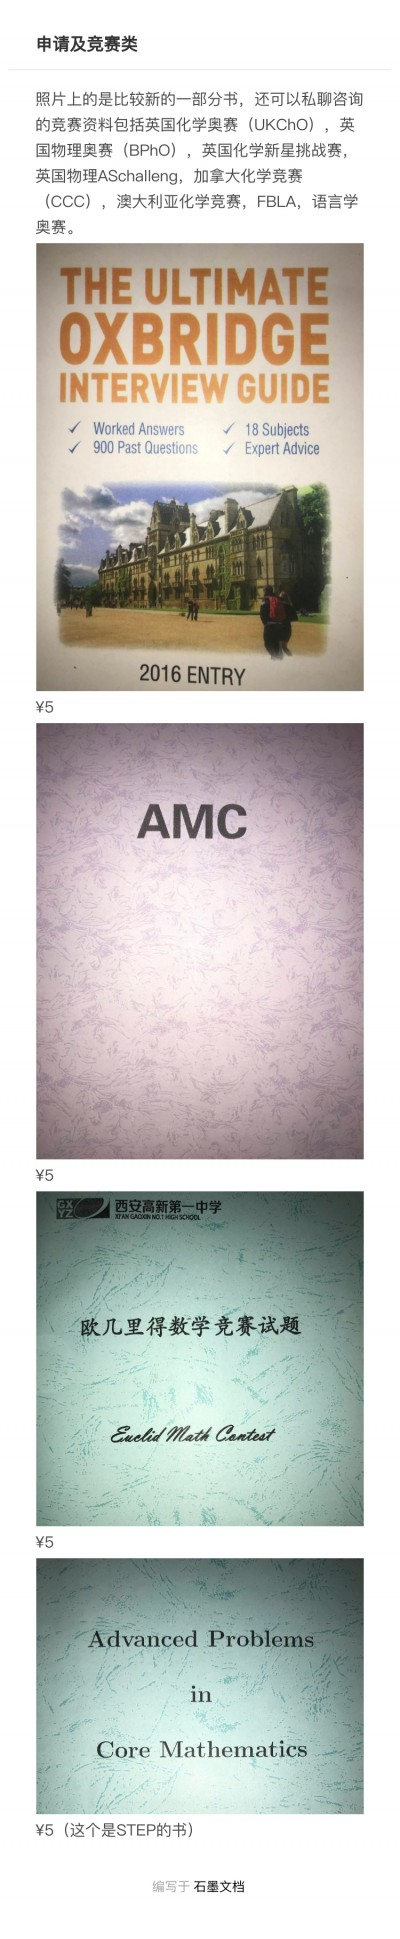 申请及竞赛类
照片上的是比较新的一部分书，还可以私聊咨询
的竞赛资料包括英国化学奥赛（UKChO），英
国物理奥赛（BPhO），英国化学新星挑战赛，
英国物理ASchalleng，加拿大化学竞赛
（CCC），澳大利亚化学竞赛，FBLA，语言学
奥赛。
THE ULTIMATE
OXBRIDGE
INTERVIEW GUIDE
✓ Worked Answers ✓ 18 Subjects
✓ 900 Past Questions ✓ Expert Advice
2016 ENTRY
¥5
AMC
¥5
GX YZ 西安高新第一中学
XI'AN GAOXIN NO.1 HIGH SCHOOL
欧几里得数学竞赛试题
Euclid Math Contest
¥5
Advanced Problems
in
Core Mathematics
¥5（这个是STEP的书）
编写于 石墨文档